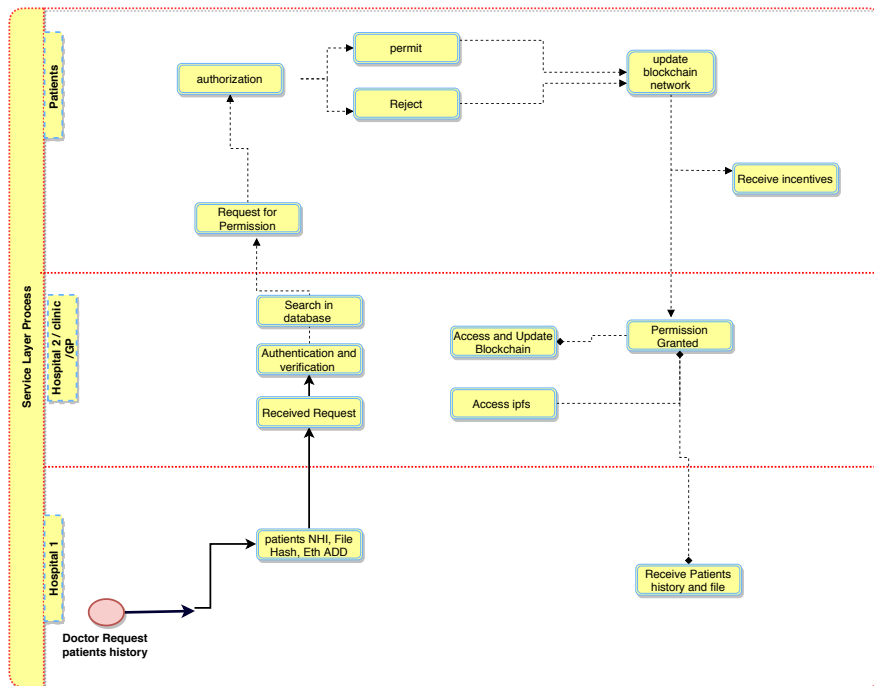 Service Layer Process
Patients
authorization
permit
Reject
update
blockchain
network
Receive incentives
Request for
Permission
Hospital 2 / clinic
/GP
Search in
database
Authentication and
verification
Received Request
Access and Update
Blockchain
Permission
Granted
Access ipfs
Hospital 1
patients NHI, File
Hash, Eth ADD
Receive Patients
history and file
Doctor Request
patients history